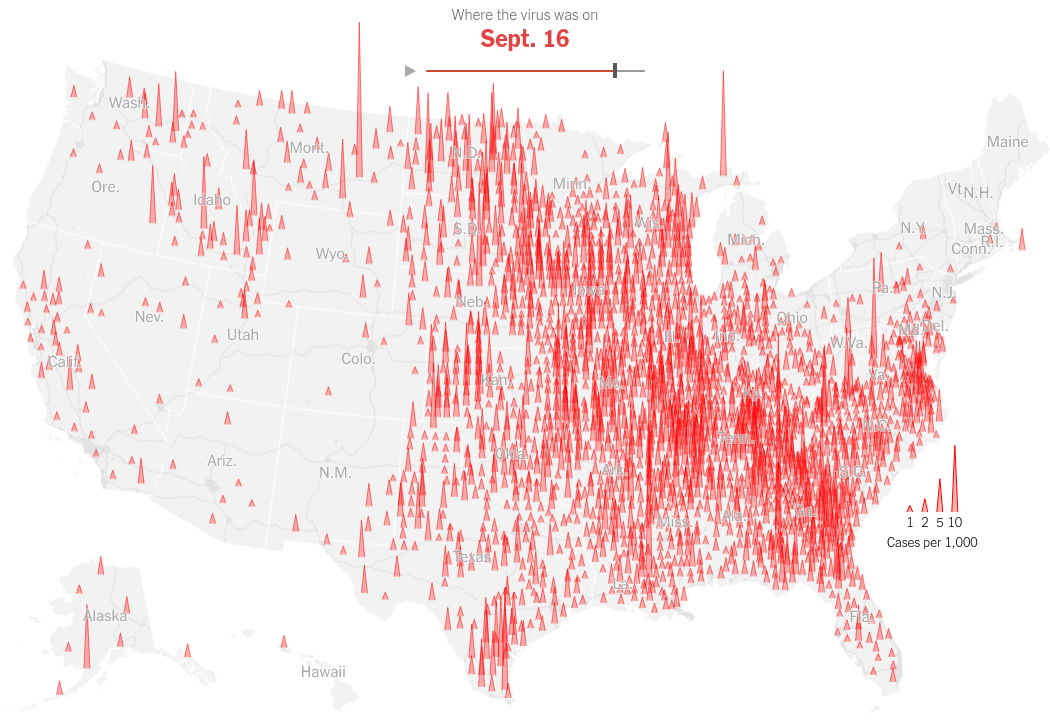 Where the virus was on
Sept. 16
Wash.
Mont.
N.D.
Minn.
Maine
Ore.
Idaho
S.D.
Wis.
Mich.
Vt.
N.H.
N.Y.
Mass.
R.I.
Conn.
Wyo.
Neb.
Iowa
Pa.
N.J.
Nev.
Utah
Ill.
Ind.
Ohio
Md.
Del.
Calif.
Colo.
Kan.
Mo.
Ky.
W.Va.
Va.
Ariz.
N.M.
Okla.
Ark.
Tenn.
N.C.
S.C.
Texas
La.
Miss.
Ala.
Ga.
Fla.
1 2 5 10
Cases per 1,000
Alaska
Hawaii